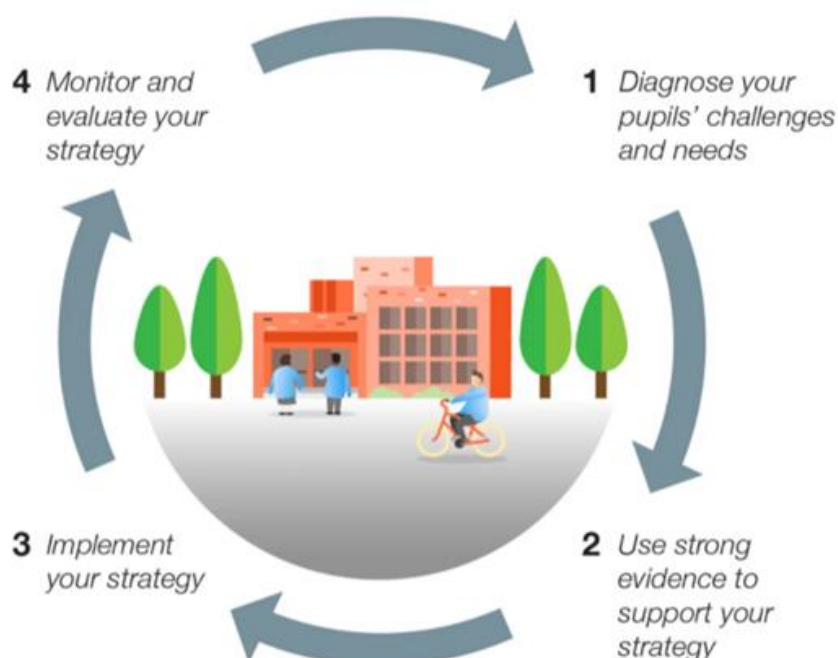 1 Diagnose your
pupils’ challenges
and needs
2 Use strong
evidence to
support your
strategy
3 Implement
your strategy
4 Monitor and
evaluate your
strategy